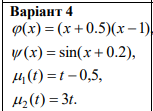 Варіант 4
φ(x) = (x + 0.5)(x − 1),
ψ(x) = sin(x + 0.2),
μ₁(t) = t − 0,5,
μ₂(t) = 3t.